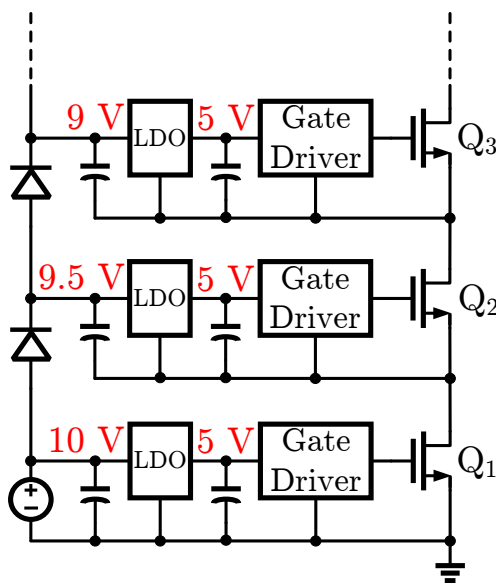 9 V
LDO
5 V
Gate
Driver
Q3
9.5 V
LDO
5 V
Gate
Driver
Q2
10 V
LDO
5 V
Gate
Driver
Q1